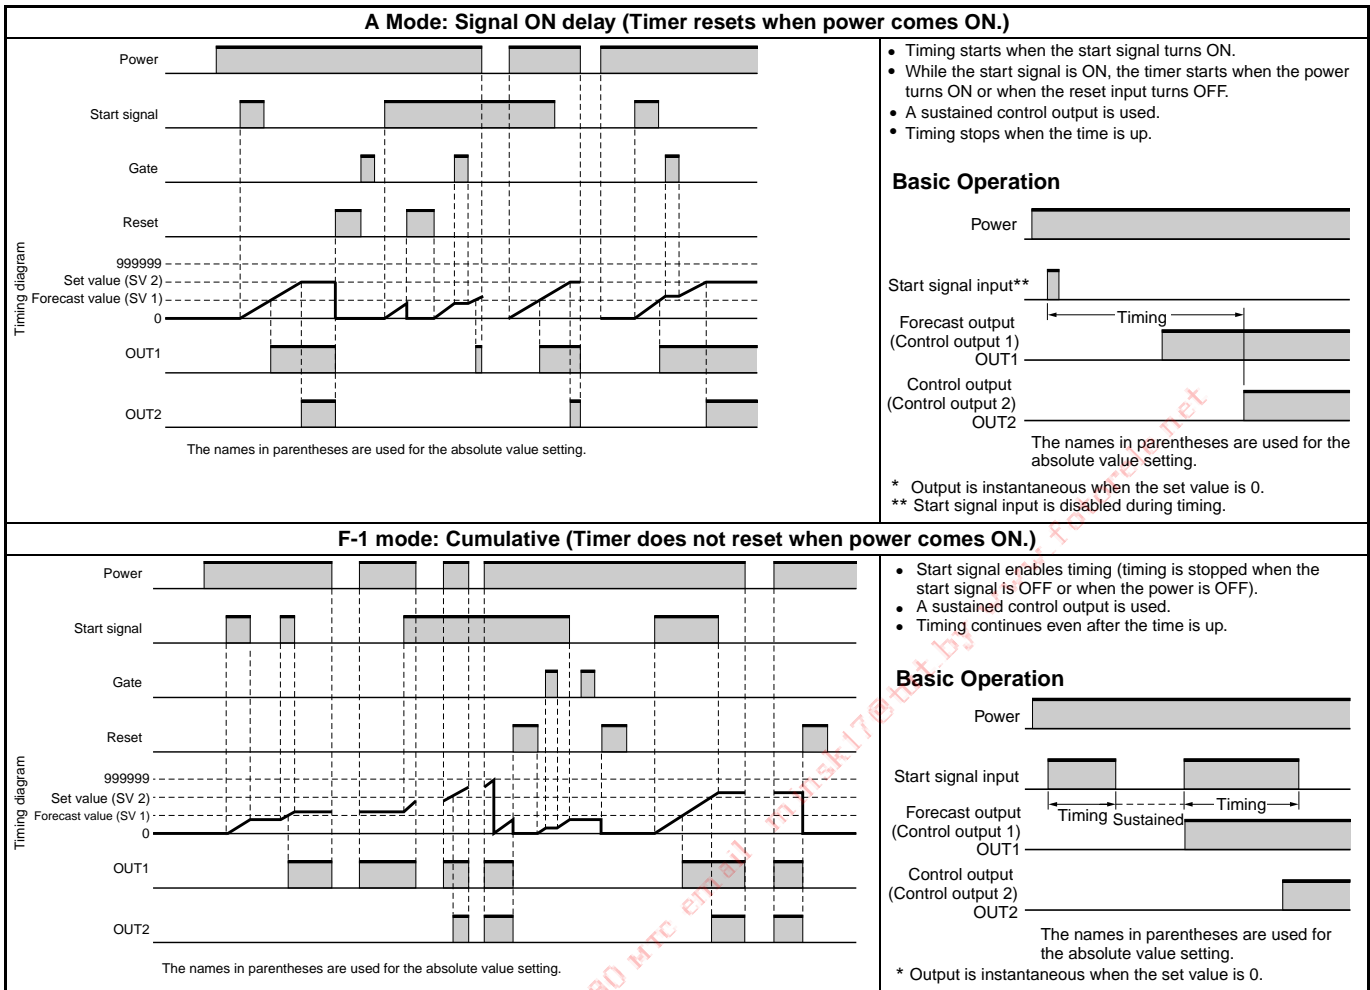 A Mode: Signal ON delay (Timer resets when power comes ON.)
Timing diagram
Power
Start signal
Gate
Reset
999999
Set value (SV 2)
Forecast value (SV 1)
0
OUT1
OUT2
The names in parentheses are used for the absolute value setting.
• Timing starts when the start signal turns ON.
• While the start signal is ON, the timer starts when the power
turns ON or when the reset input turns OFF.
• A sustained control output is used.
• Timing stops when the time is up.
Basic Operation
Power
Start signal input**
Timing
Forecast output
(Control output 1)
OUT1
Control output
(Control output 2)
OUT2
The names in parentheses are used for the
absolute value setting.
* Output is instantaneous when the set value is 0.
** Start signal input is disabled during timing.
F-1 mode: Cumulative (Timer does not reset when power comes ON.)
Timing diagram
Power
Start signal
Gate
Reset
999999
Set value (SV 2)
Forecast value (SV 1)
0
OUT1
OUT2
The names in parentheses are used for the absolute value setting.
• Start signal enables timing (timing is stopped when the
start signal is OFF or when the power is OFF).
• A sustained control output is used.
• Timing continues even after the time is up.
Basic Operation
Power
Start signal input
Timing Sustained Timing
Forecast output
(Control output 1)
OUT1
Control output
(Control output 2)
OUT2
The names in parentheses are used for
the absolute value setting.
* Output is instantaneous when the set value is 0.